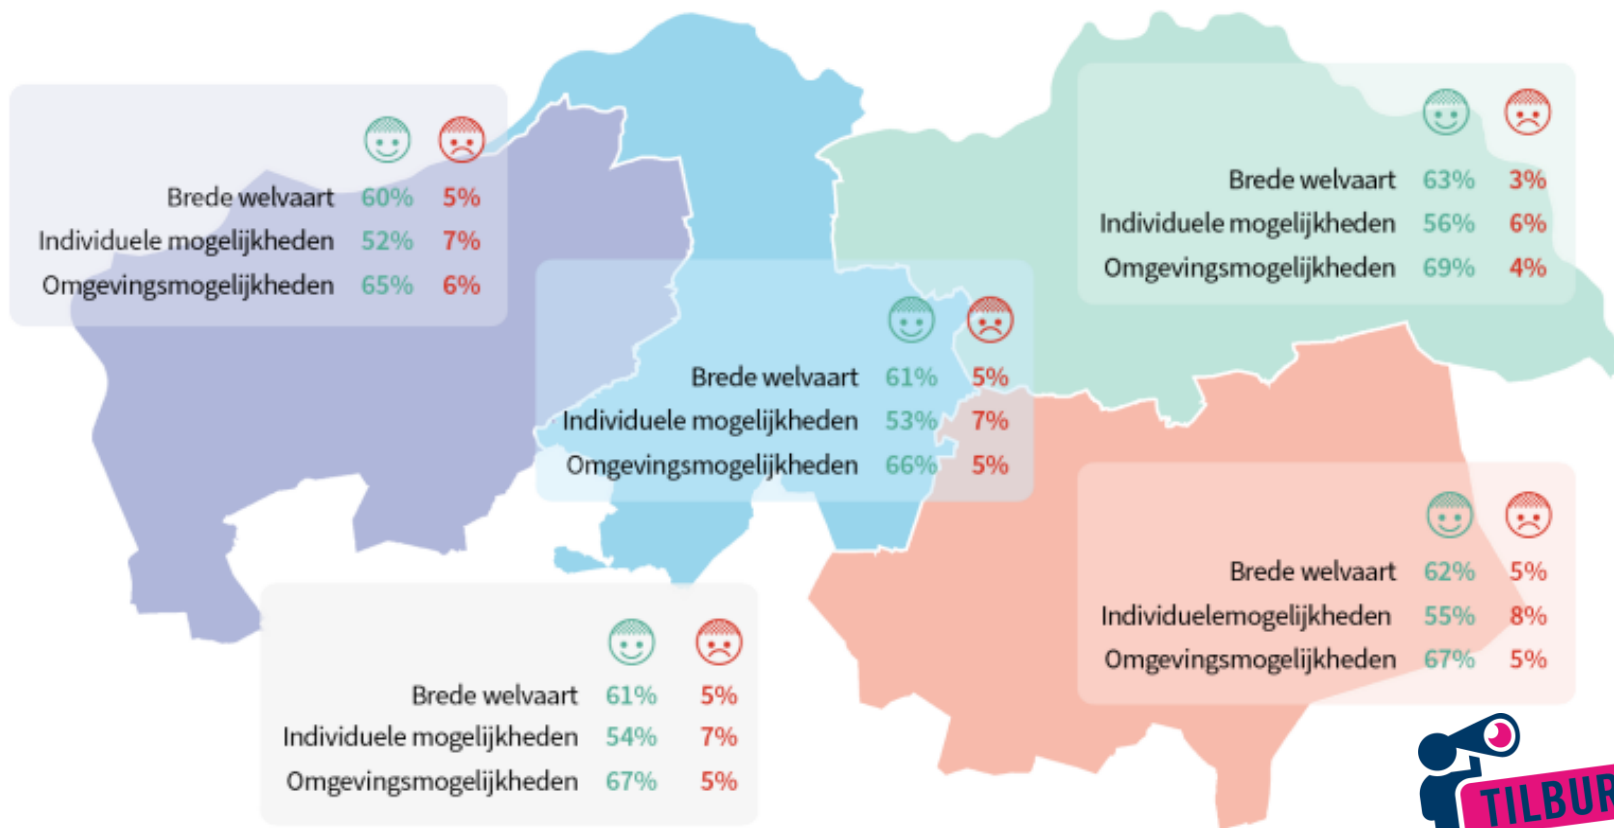 Brede welvaart 60% 5%
Individuele mogelijkheden 52% 7%
Omgevingsmogelijkheden 65% 6%
Brede welvaart 63% 3%
Individuele mogelijkheden 56% 6%
Omgevingsmogelijkheden 69% 4%
Brede welvaart 61% 5%
Individuele mogelijkheden 53% 7%
Omgevingsmogelijkheden 66% 5%
Brede welvaart 62% 5%
Individuelemogelijkheden 55% 8%
Omgevingsmogelijkheden 67% 5%
Brede welvaart 61% 5%
Individuele mogelijkheden 54% 7%
Omgevingsmogelijkheden 67% 5%
TILBUR